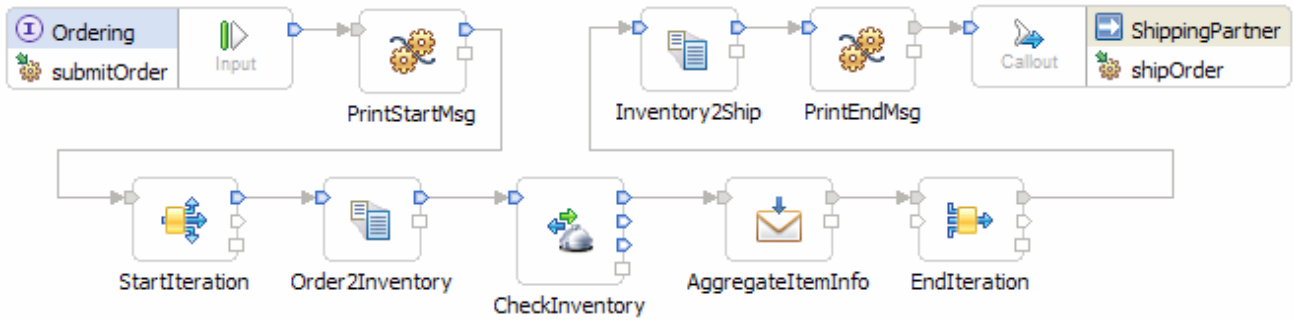 Ordering
submitOrder
Input
PrintStartMsg
Inventory2Ship
PrintEndMsg
Callout
ShippingPartner
shipOrder
StartIteration
Order2Inventory
CheckInventory
AggregateItemInfo
EndIteration